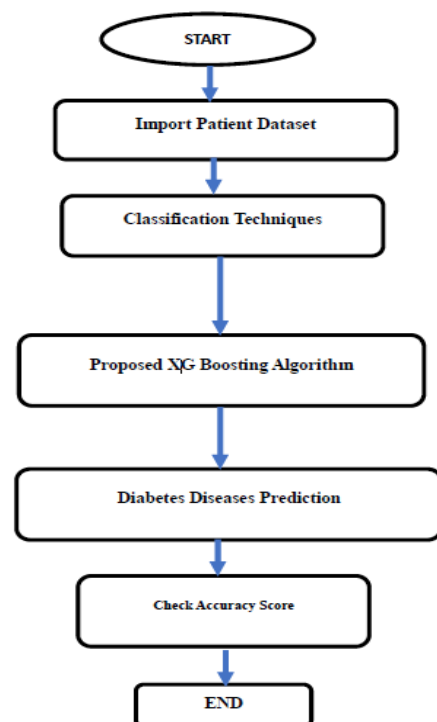 START
Import Patient Dataset
Classification Techniques
Proposed XG Boosting Algorithm
Diabetes Diseases Prediction
Check Accuracy Score
END